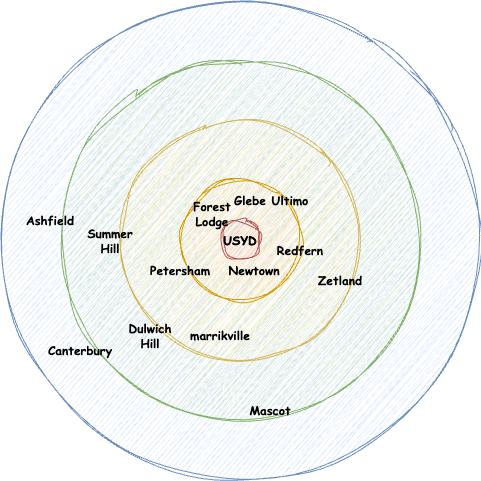 Glebe Ultimo
Forest
Lodge
Ashfield
Summer
Hill
USYD
Redfern
Petersham
Newtown
Zetland
Dulwich
Hill
marrikville
Canterbury
Mascot